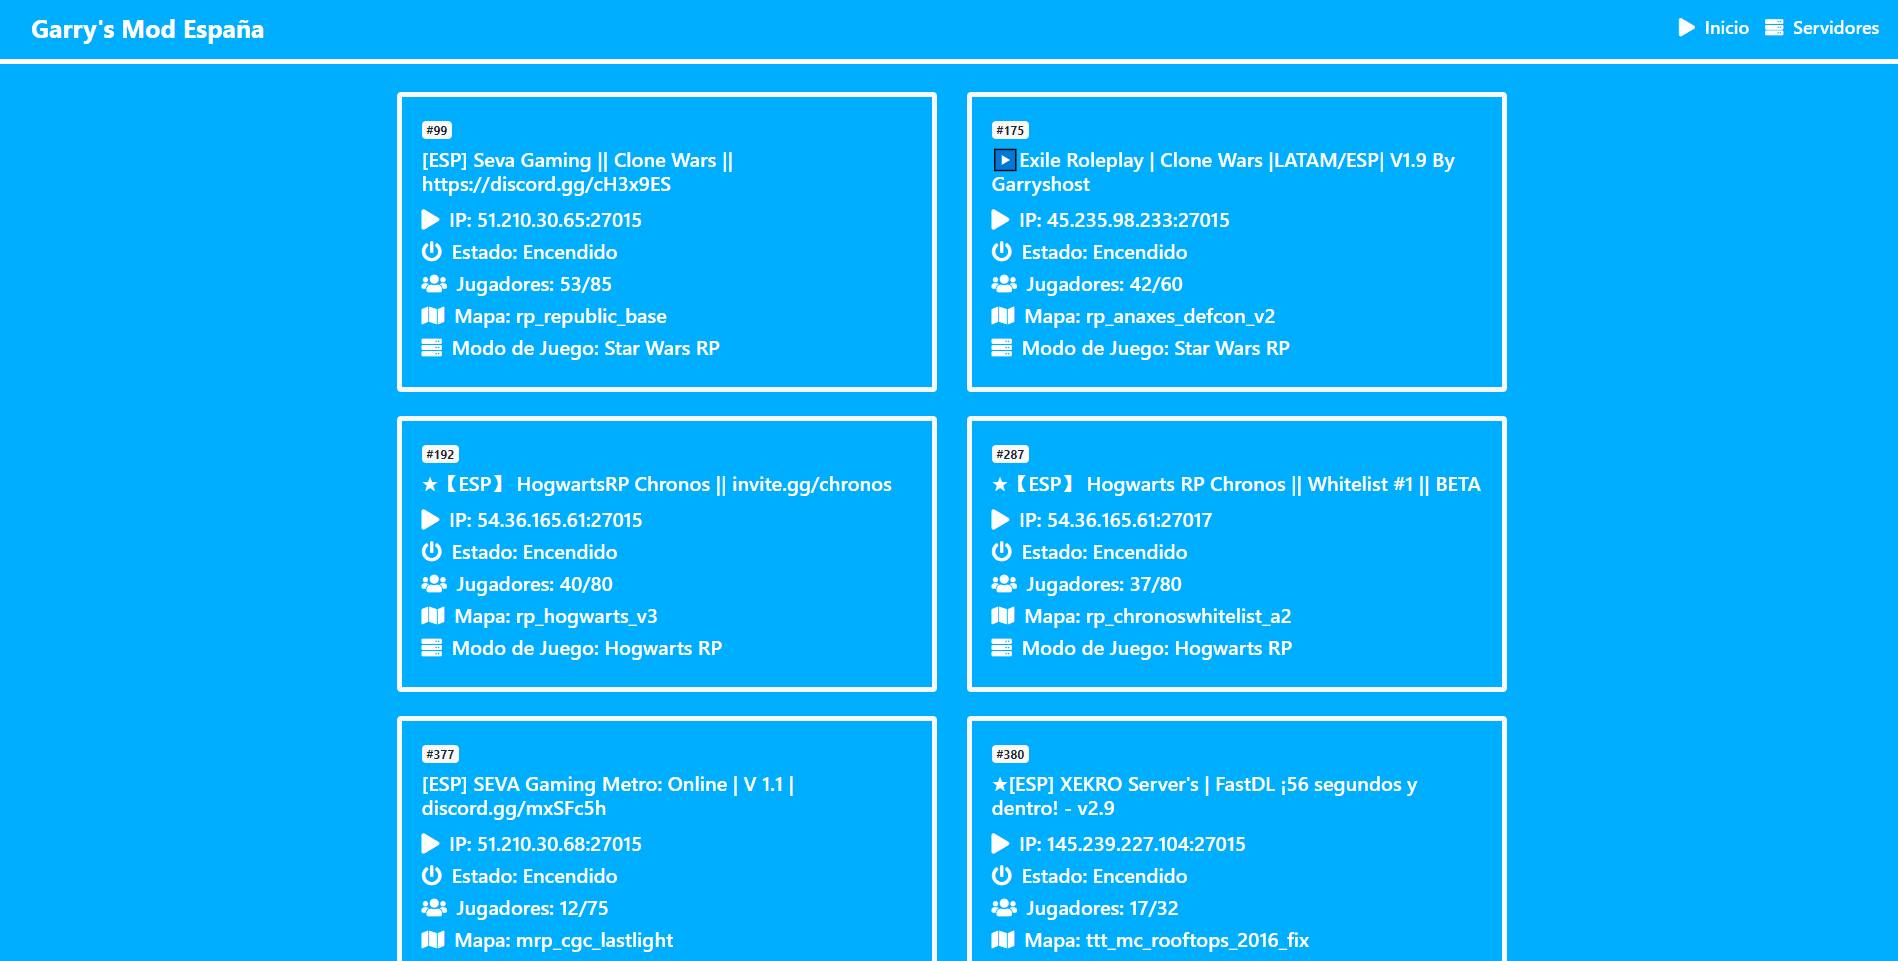 Garry's Mod España
Inicio
Servidores
#99
[ESP] Seva Gaming || Clone Wars ||
https://discord.gg/cH3x9ES
IP: 51.210.30.65:27015
Estado: Encendido
Jugadores: 53/85
Mapa: rp_republic_base
Modo de Juego: Star Wars RP
#175
▶️Exile Roleplay | Clone Wars |LATAM/ESP| V1.9 By
Garryshost
IP: 45.235.98.233:27015
Estado: Encendido
Jugadores: 42/60
Mapa: rp_anaxes_defcon_v2
Modo de Juego: Star Wars RP
#192
★【ESP】 HogwartsRP Chronos || invite.gg/chronos
IP: 54.36.165.61:27015
Estado: Encendido
Jugadores: 40/80
Mapa: rp_hogwarts_v3
Modo de Juego: Hogwarts RP
#287
★【ESP】 Hogwarts RP Chronos || Whitelist #1 || BETA
IP: 54.36.165.61:27017
Estado: Encendido
Jugadores: 37/80
Mapa: rp_chronoswhitelist_a2
Modo de Juego: Hogwarts RP
#377
[ESP] SEVA Gaming Metro: Online | V 1.1 |
discord.gg/mxSFc5h
IP: 51.210.30.68:27015
Estado: Encendido
Jugadores: 12/75
Mapa: mrp_cgc_lastlight
#380
★[ESP] XEKRO Server's | FastDL ¡56 segundos y
dentro! - v2.9
IP: 145.239.227.104:27015
Estado: Encendido
Jugadores: 17/32
Mapa: ttt_mc_rooftops_2016_fix